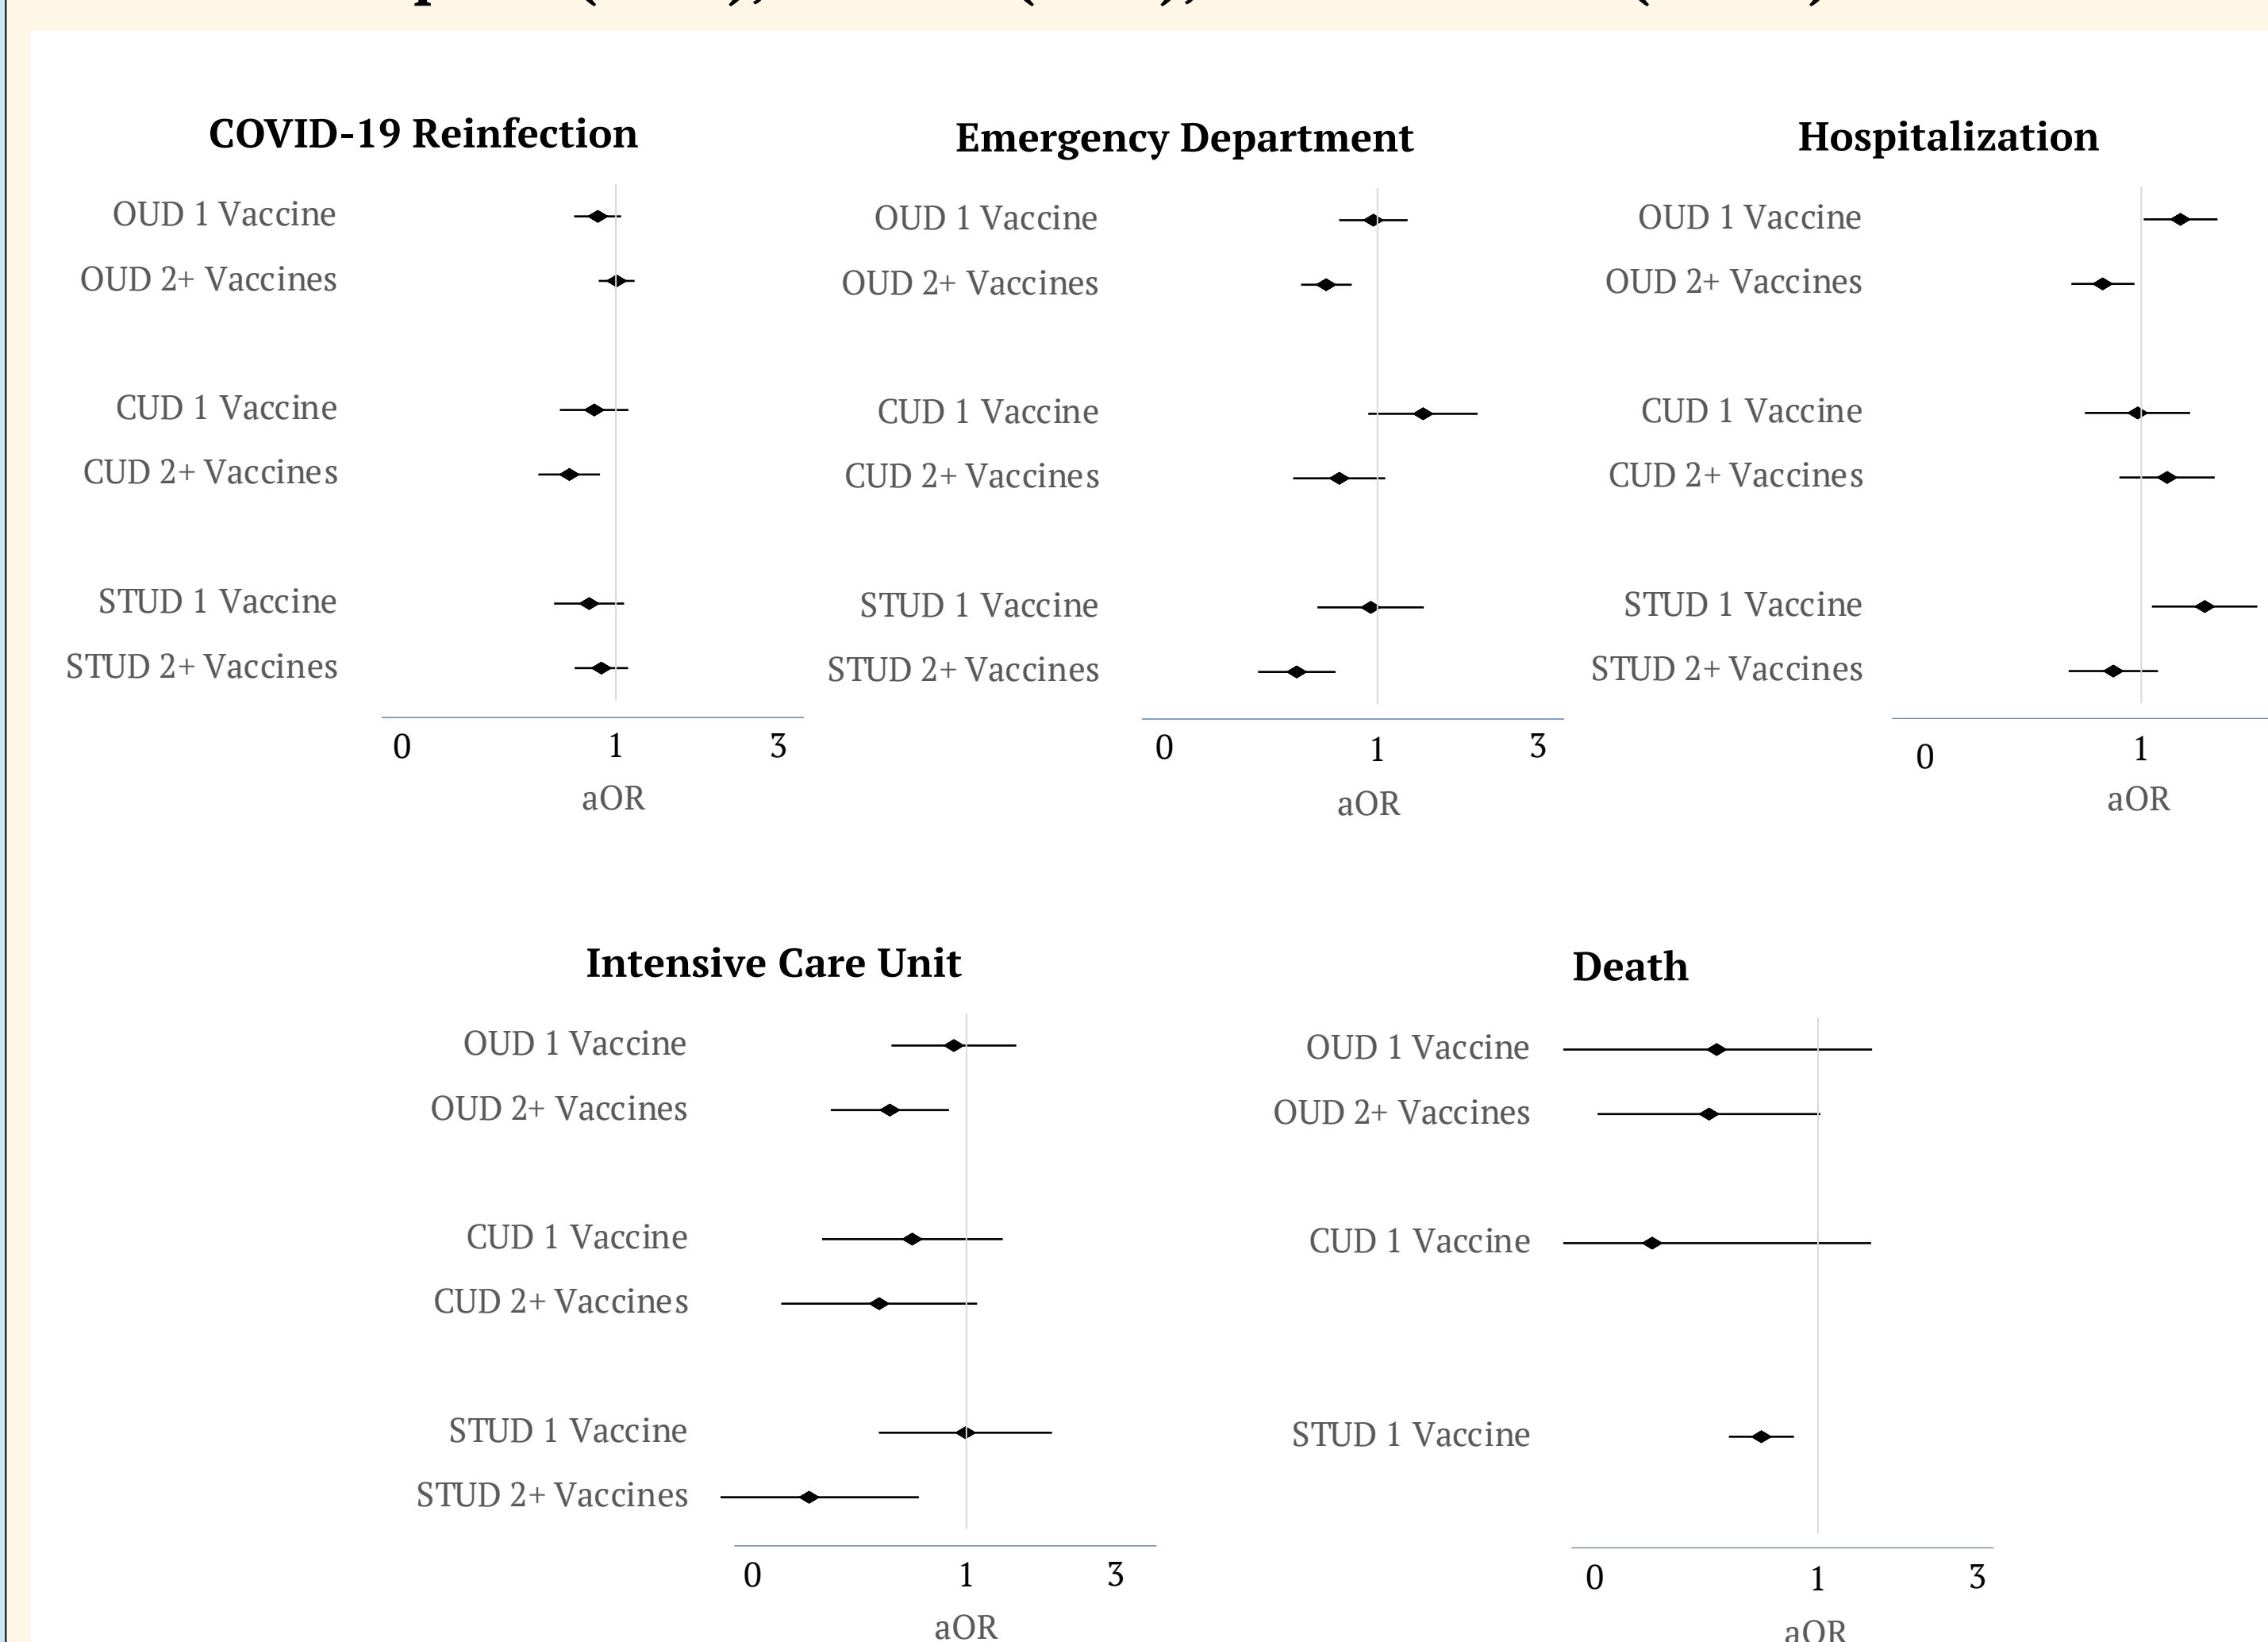 COVID-19 Reinfection
OUD 1 Vaccine
OUD 2+ Vaccines
CUD 1 Vaccine
CUD 2+ Vaccines
STUD 1 Vaccine
STUD 2+ Vaccines
0 1 3
aOR
Emergency Department
OUD 1 Vaccine
OUD 2+ Vaccines
CUD 1 Vaccine
CUD 2+ Vaccines
STUD 1 Vaccine
STUD 2+ Vaccines
0 1 3
aOR
Hospitalization
OUD 1 Vaccine
OUD 2+ Vaccines
CUD 1 Vaccine
CUD 2+ Vaccines
STUD 1 Vaccine
STUD 2+ Vaccines
0 1
aOR
Intensive Care Unit
OUD 1 Vaccine
OUD 2+ Vaccines
CUD 1 Vaccine
CUD 2+ Vaccines
STUD 1 Vaccine
STUD 2+ Vaccines
0 1 3
aOR
Death
OUD 1 Vaccine
OUD 2+ Vaccines
CUD 1 Vaccine
STUD 1 Vaccine
0 1 3
aOR